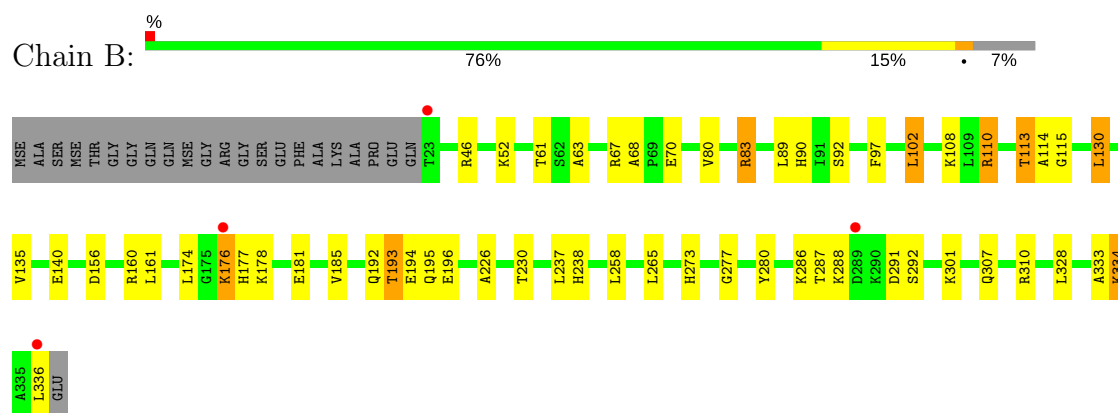 %
Chain B:
76% 15% • 7%
MSE ALA SER MSE THR GLY GLY GLN GLN MSE GLY ARG GLY SER GLU PHE ALA LYS ALA PRO GLU GLN T23 R46 K52 T61 S62 A63 R67 A68 P69 E70 V80 R83 L89 H90 I91 S92 F97 L102 K108 L109 R110 T113 A114 G115 L130
V135 E140 D156 R160 L161 L174 G175 K176 H177 K178 E181 V185 Q192 T193 E194 Q195 E196 A226 T230 L237 H238 L258 L265 H273 G277 Y280 K286 T287 K288 D289 K290 D291 S292 K301 Q307 R310 L328 A333 K334
A335 L336 GLU